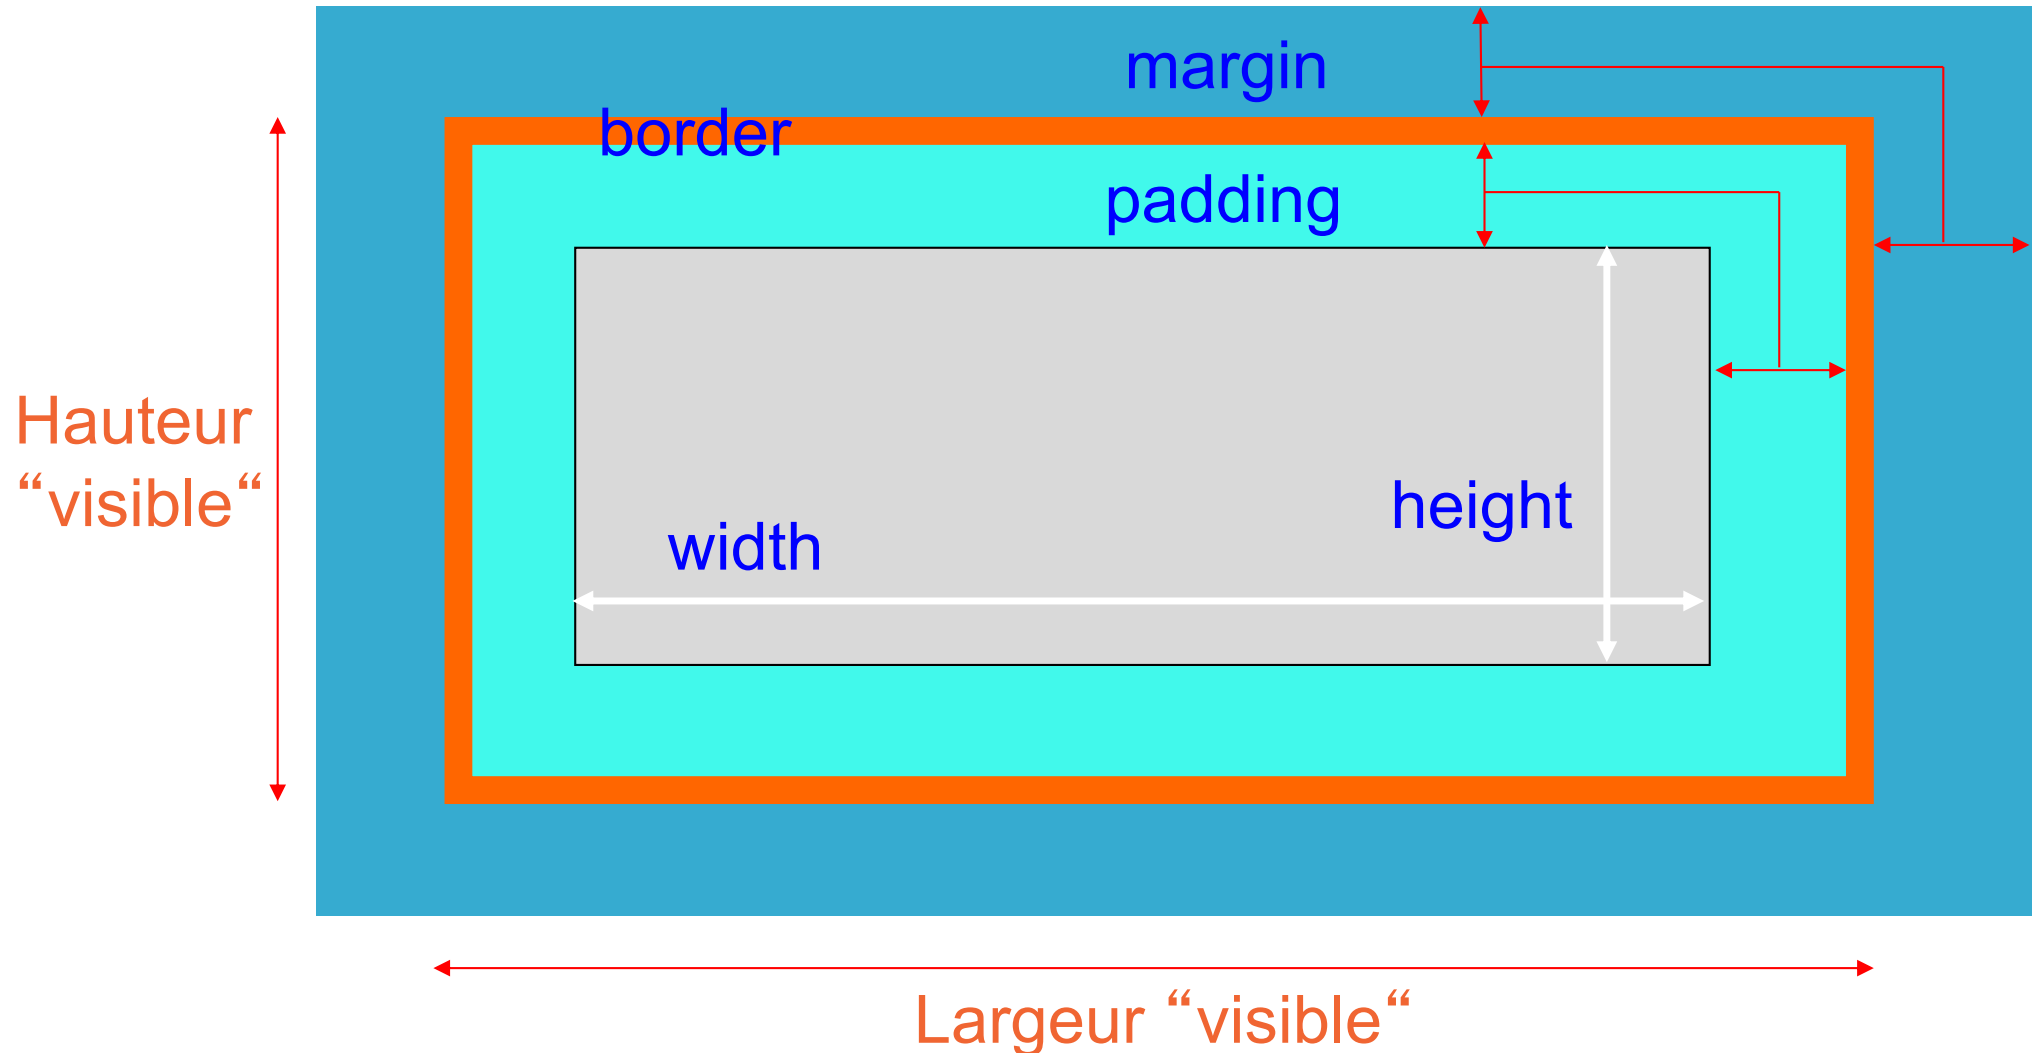 margin
border
padding
Hauteur
“visible“
height
width
Largeur “visible“